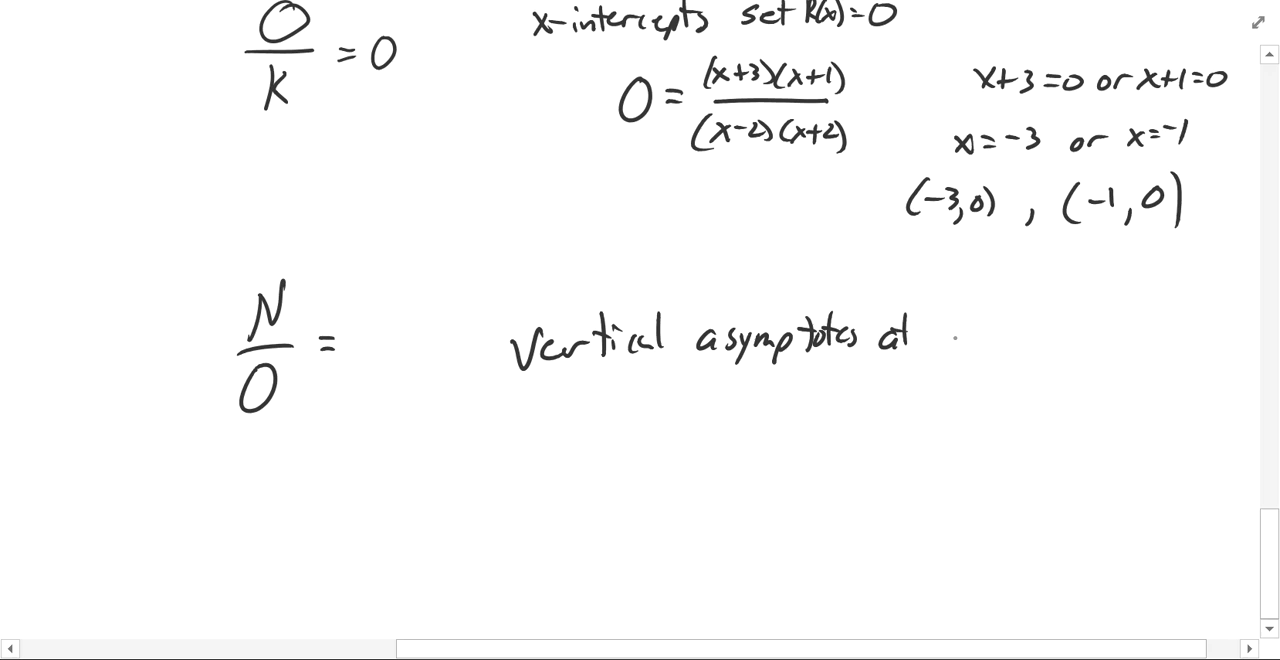 x-intercepts set R(x)=0
0/K = 0
0 = (x+3)(x+1)/(x-2)(x+2)
x+3=0 or x+1=0
x=-3 or x=-1
(-3,0) , (-1,0)
N/0 =
Vertical asymptotes at